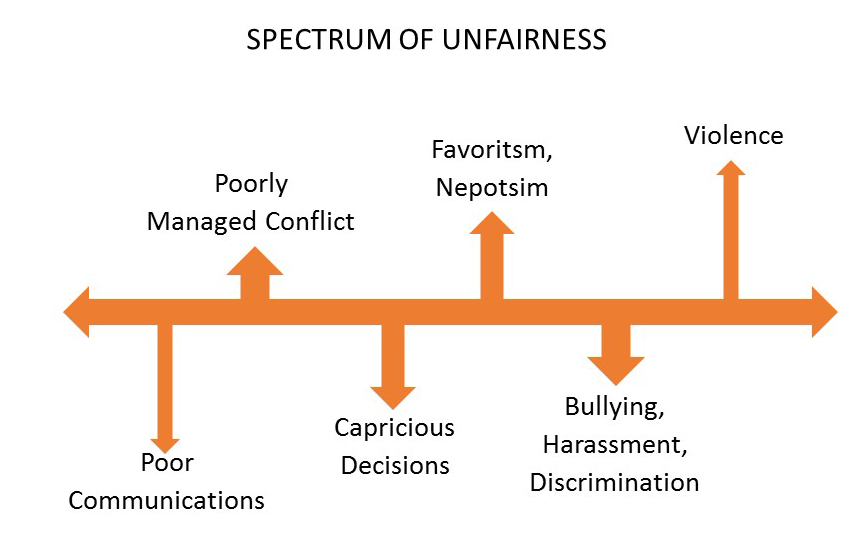 SPECTRUM OF UNFAIRNESS
Violence
Favoritsm,
Nepotsim
Poorly
Managed Conflict
Poor
Communications
Capricious
Decisions
Bullying,
Harassment,
Discrimination